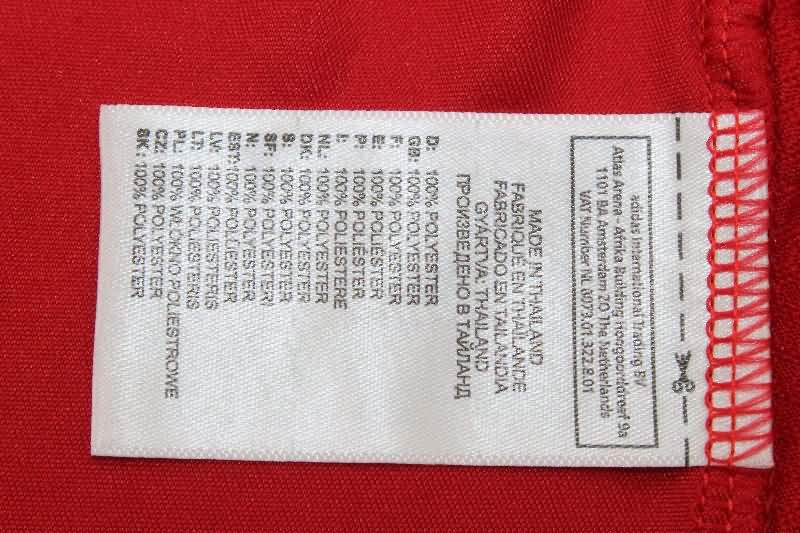 adidas International Trading BV
Atlas Arena - Afrika Building Hoogoorddreef 9a
1101 BA Amsterdam ZO The Netherlands
VAT Number NL 0073.01.322.B.01
MADE IN THAILAND
FABRIQUÉ EN THAILANDE
FABRICADO EN TAILANDIA
GYÁRTVA: THAILAND
ПРОИЗВЕДЕНО В ТАЙЛАНД
D: 100% POLYESTER
GB: 100% POLYESTER
F: 100% POLYESTER
E: 100% POLIÉSTER
P: 100% POLIÉSTER
I: 100% POLIESTERE
NL: 100% POLYESTER
DK: 100% POLYESTER
S: 100% POLYESTER
SF: 100% POLYESTERI
N: 100% POLYESTER
EST: 100% POLÜESTER
LV: 100% POLIESTERIS
LT: 100% POLIESTERIS
PL: 100% WŁÓKNO POLIESTROWE
CZ: 100% POLYESTER
SK: 100% POLYESTER